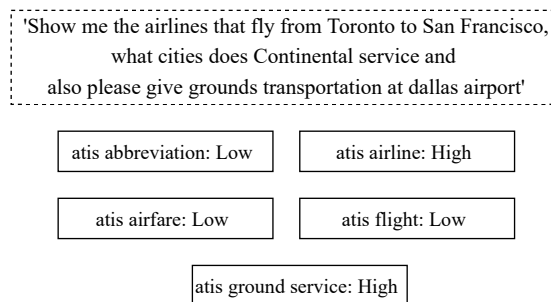 'Show me the airlines that fly from Toronto to San Francisco,
what cities does Continental service and
also please give grounds transportation at dallas airport'
atis abbreviation: Low
atis airline: High
atis airfare: Low
atis flight: Low
atis ground service: High